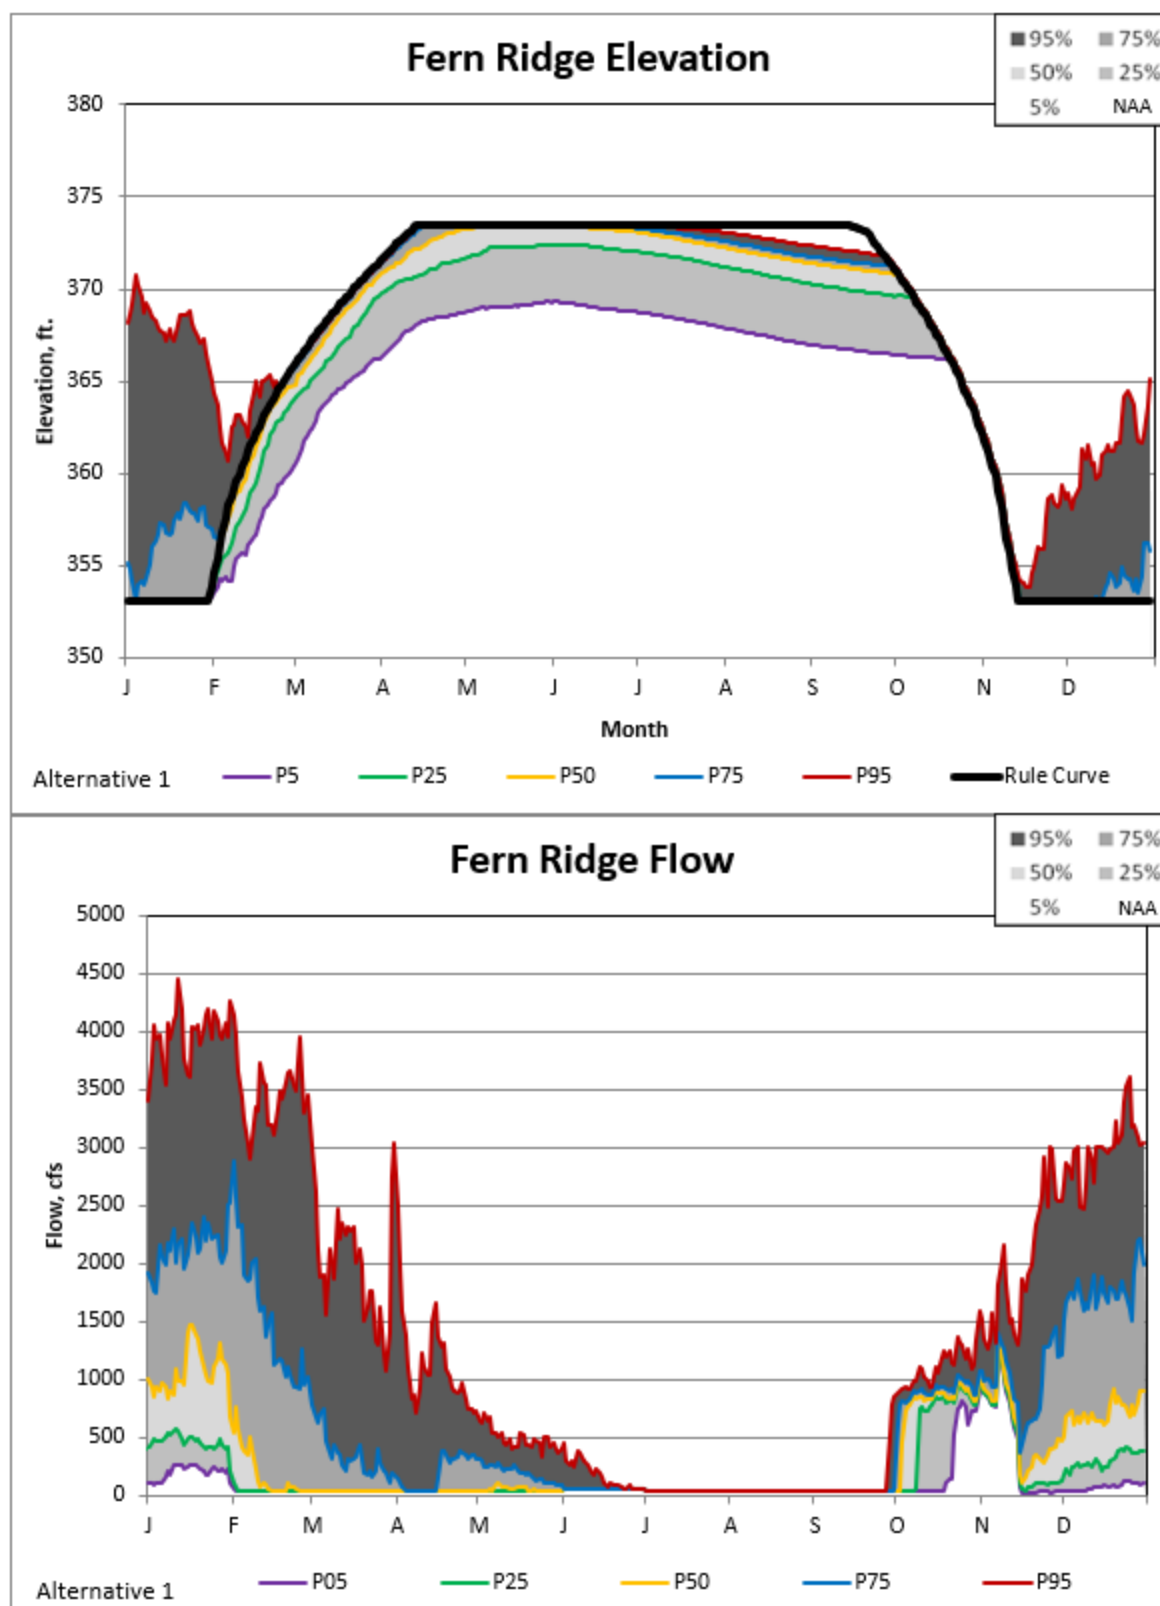 Fern Ridge Elevation
95% 75%
50% 25%
5% NAA
380
375
370
365
360
355
350
Elevation, ft.
J F M A M J J A S O N D
Month
Alternative 1 P5 P25 P50 P75 P95 Rule Curve
Fern Ridge Flow
95% 75%
50% 25%
5% NAA
5000
4500
4000
3500
3000
2500
2000
1500
1000
500
0
Flow, cfs
J F M A M J J A S O N D
Alternative 1 P05 P25 P50 P75 P95